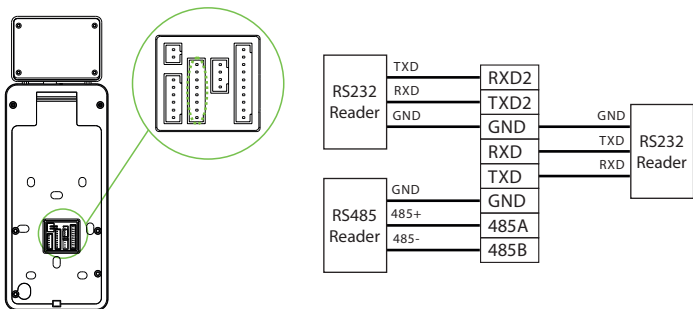 TXD
RXD
GND
RS232
Reader
RXD2
TXD2
GND
RXD
TXD
GND
485A
485B
GND
TXD
RXD
RS232
Reader
GND
485+
485-
RS485
Reader